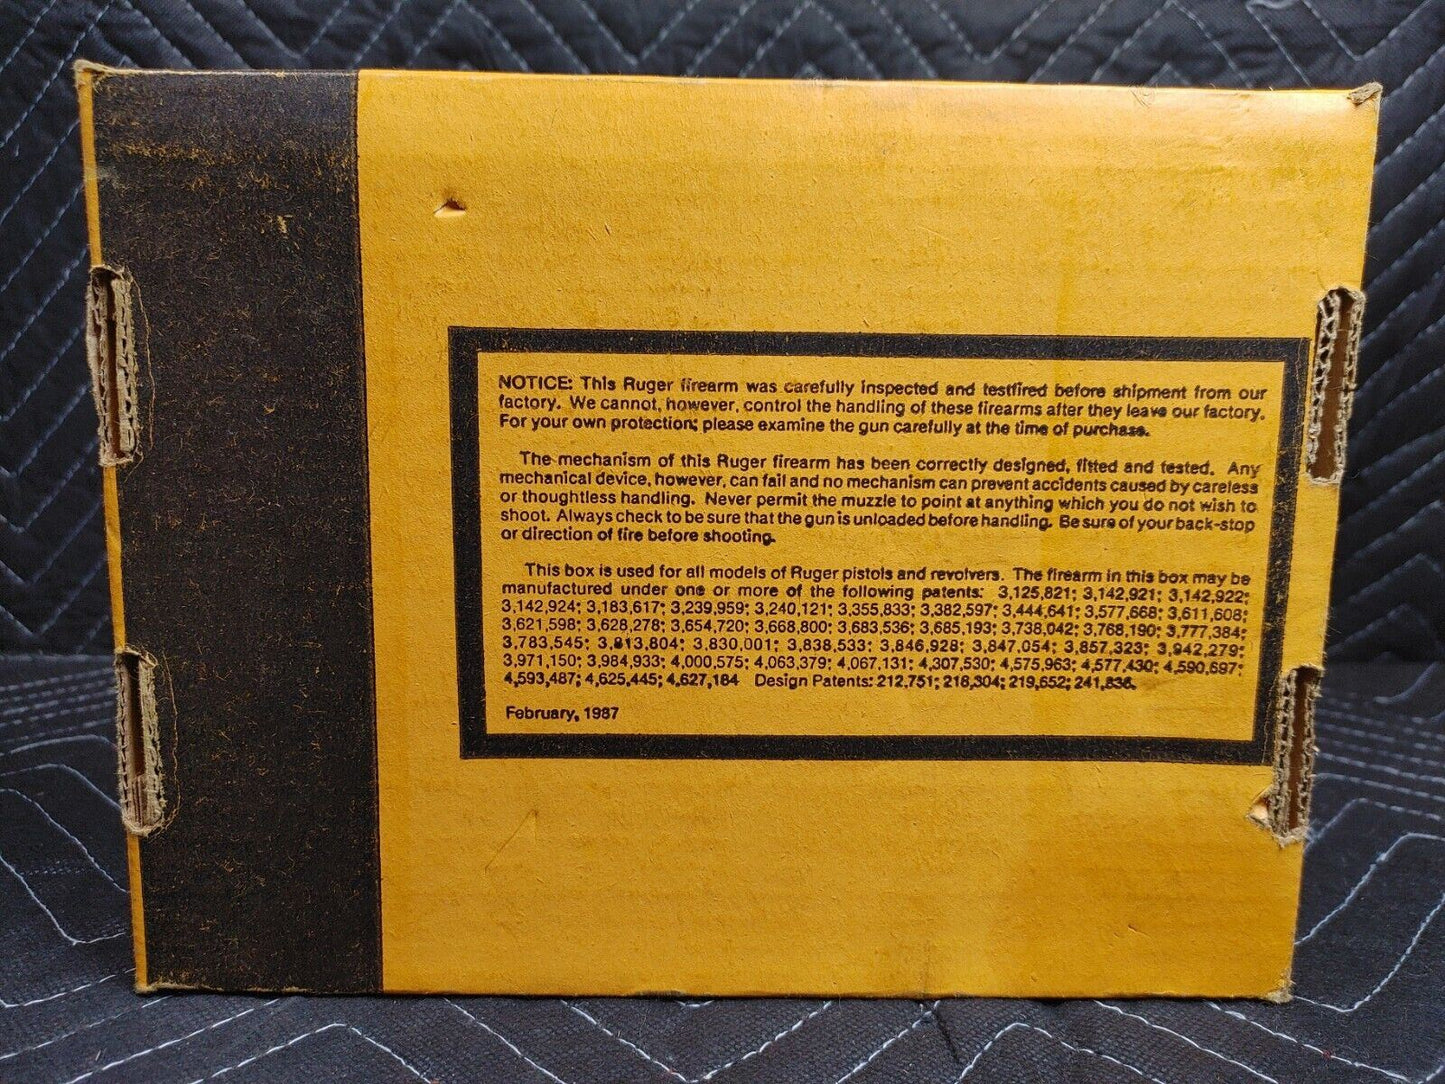 NOTICE: This Ruger firearm was carefully inspected and testfired before shipment from our
factory. We cannot, however, control the handling of these firearms after they leave our factory.
For your own protection; please examine the gun carefully at the time of purchase.
The mechanism of this Ruger firearm has been correctly designed, fitted and tested. Any
mechanical device, however, can fail and no mechanism can prevent accidents caused by careless
or thoughtless handling. Never permit the muzzle to point at anything which you do not wish to
shoot. Always check to be sure that the gun is unloaded before handling. Be sure of your back-stop
or direction of fire before shooting.
This box is used for all models of Ruger pistols and revolvers. The firearm in this box may be
manufactured under one or more of the following patents: 3,125,821; 3,142,921; 3,142,922;
3,142,924; 3,183,617; 3,239,959; 3,240,121; 3,355,833; 3,382,597; 3,444,641; 3,577,668; 3,611,608;
3,621,598; 3,628,278; 3,654,720; 3,668,800; 3,683,536; 3,685,193; 3,738,042; 3,768,190; 3,777,384;
3,783,545; 3,813,804; 3,830,001; 3,838,533; 3,846,928; 3,847,054; 3,857,323; 3,942,279;
3,971,150; 3,984,933; 4,000,575; 4,063,379; 4,067,131; 4,307,530; 4,575,963; 4,577,430; 4,590,697;
4,593,487; 4,625,445; 4,627,184 Design Patents: 212,751; 218,304; 219,652; 241,836.
February, 1987